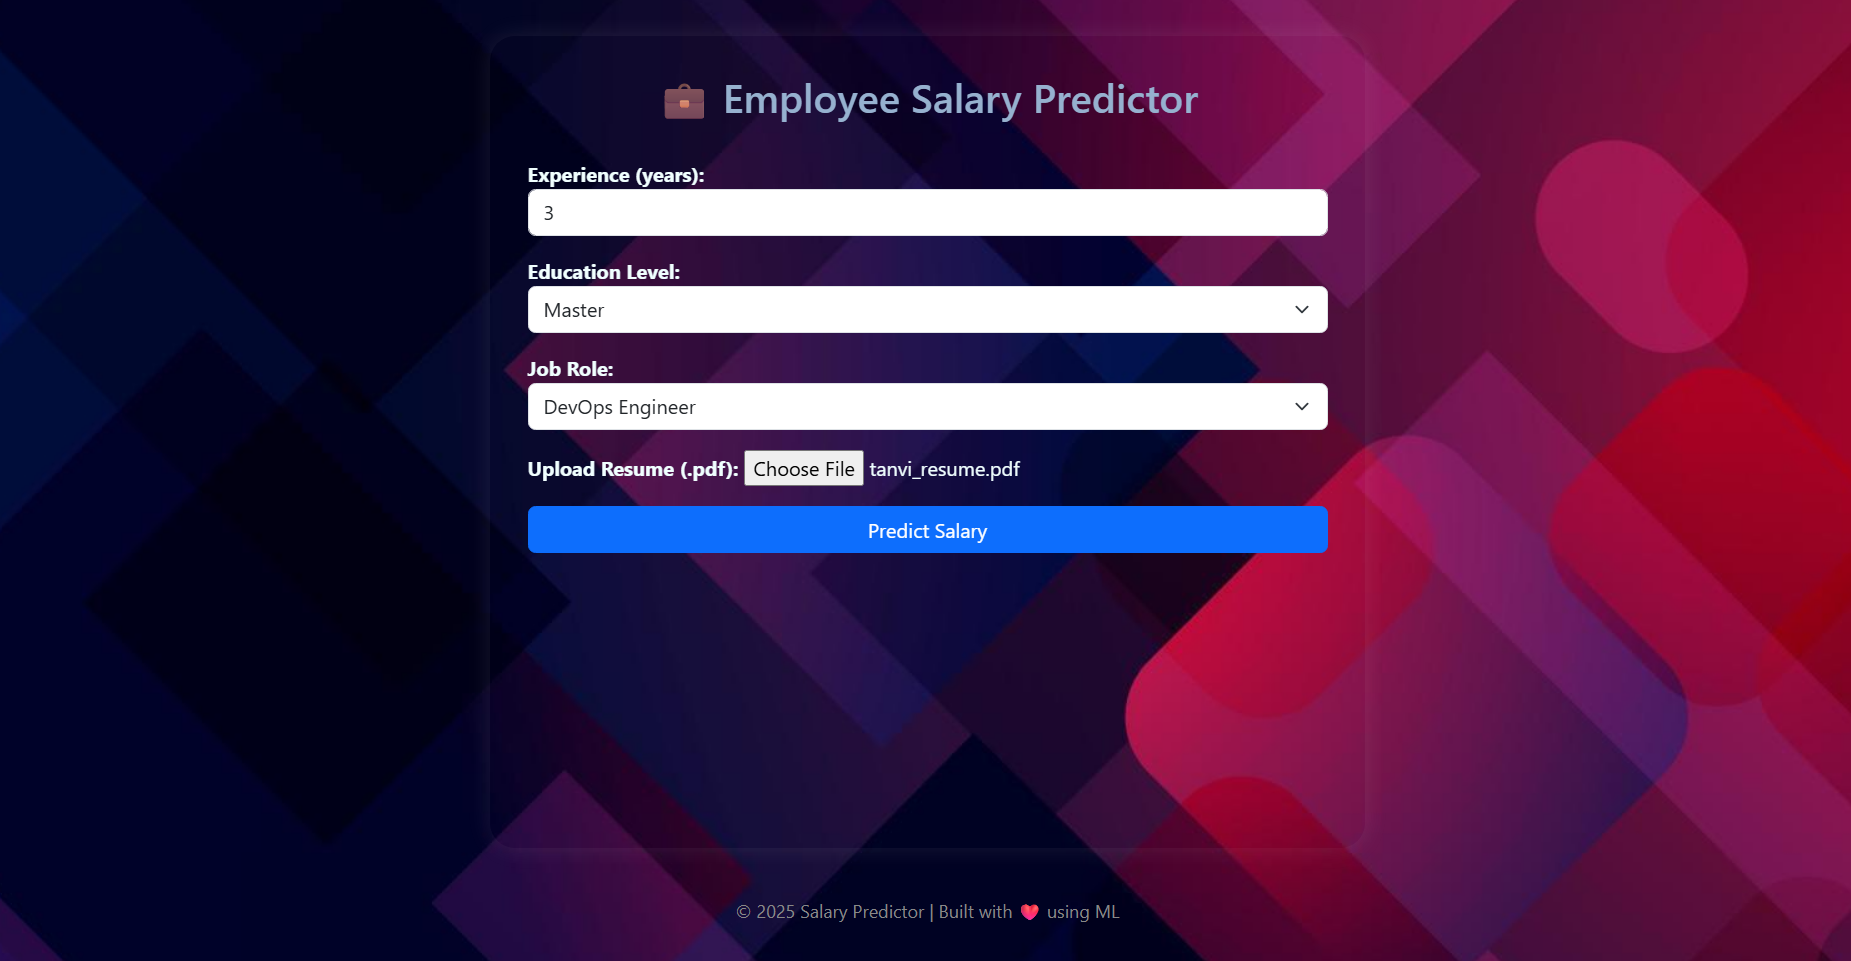 💼 Employee Salary Predictor
Experience (years):
3
Education Level:
Master
Job Role:
DevOps Engineer
Upload Resume (.pdf): Choose File tanvi_resume.pdf
Predict Salary
© 2025 Salary Predictor | Built with ❤️ using ML